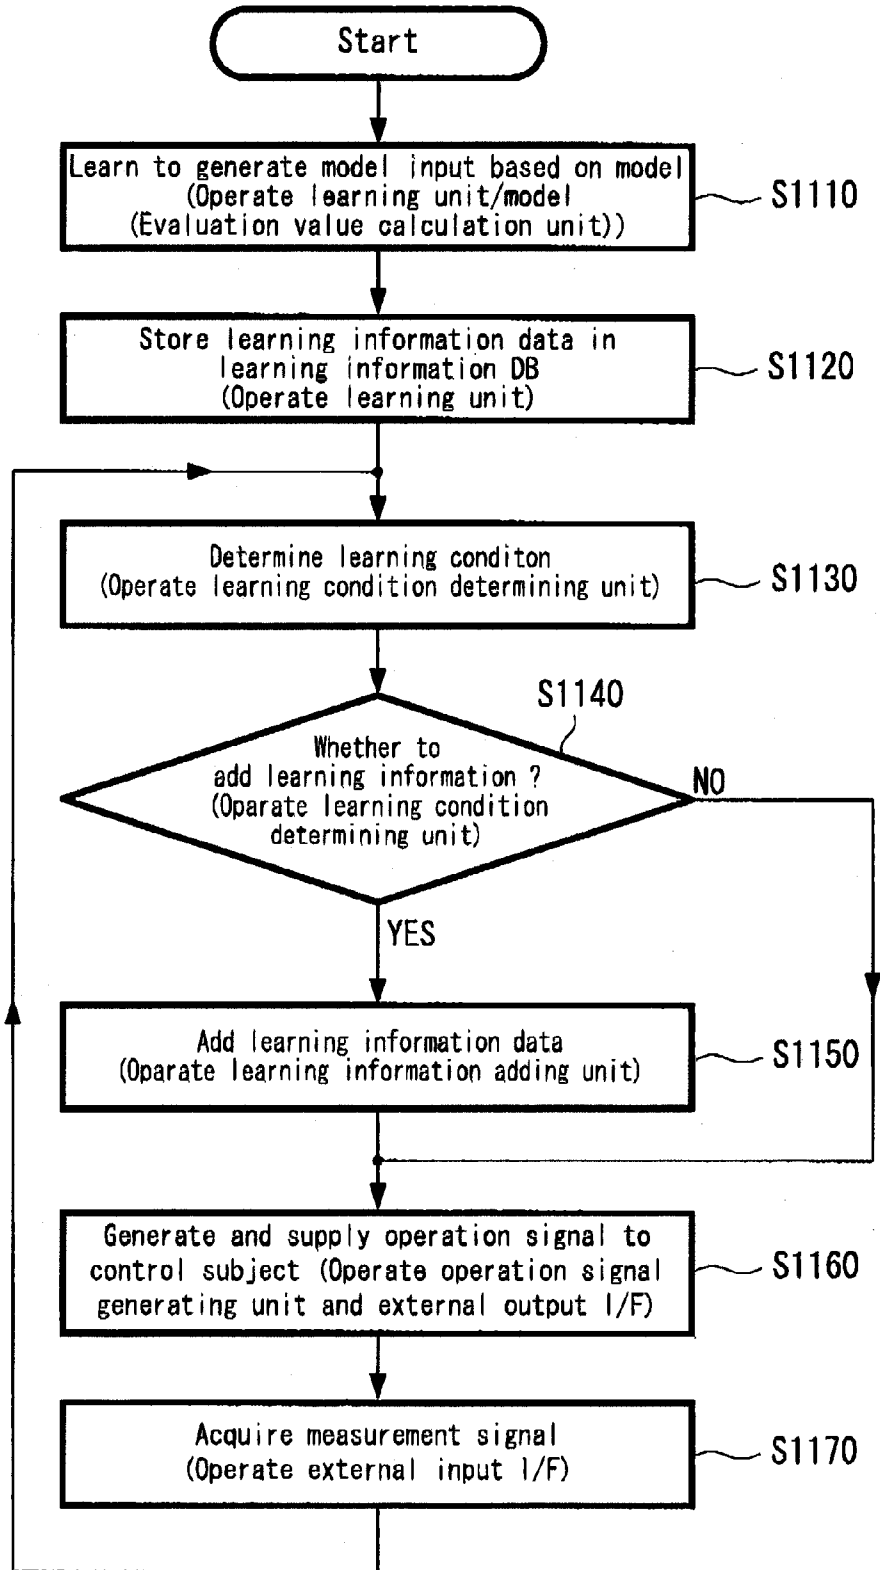 Start
Learn to generate model input based on model
(Operate learning unit/model
(Evaluation value calculation unit))
S1110
Store learning information data in
learning information DB
(Operate learning unit)
S1120
Determine learning conditon
(Operate learning condition determining unit)
S1130
S1140
Whether to
add learning information ?
(Oparate learning condition
determining unit)
NO
YES
Add learning information data
(Oparate learning information adding unit)
S1150
Generate and supply operation signal to
control subject (Operate operation signal
generating unit and external output I/F)
S1160
Acquire measurement signal
(Operate external input I/F)
S1170